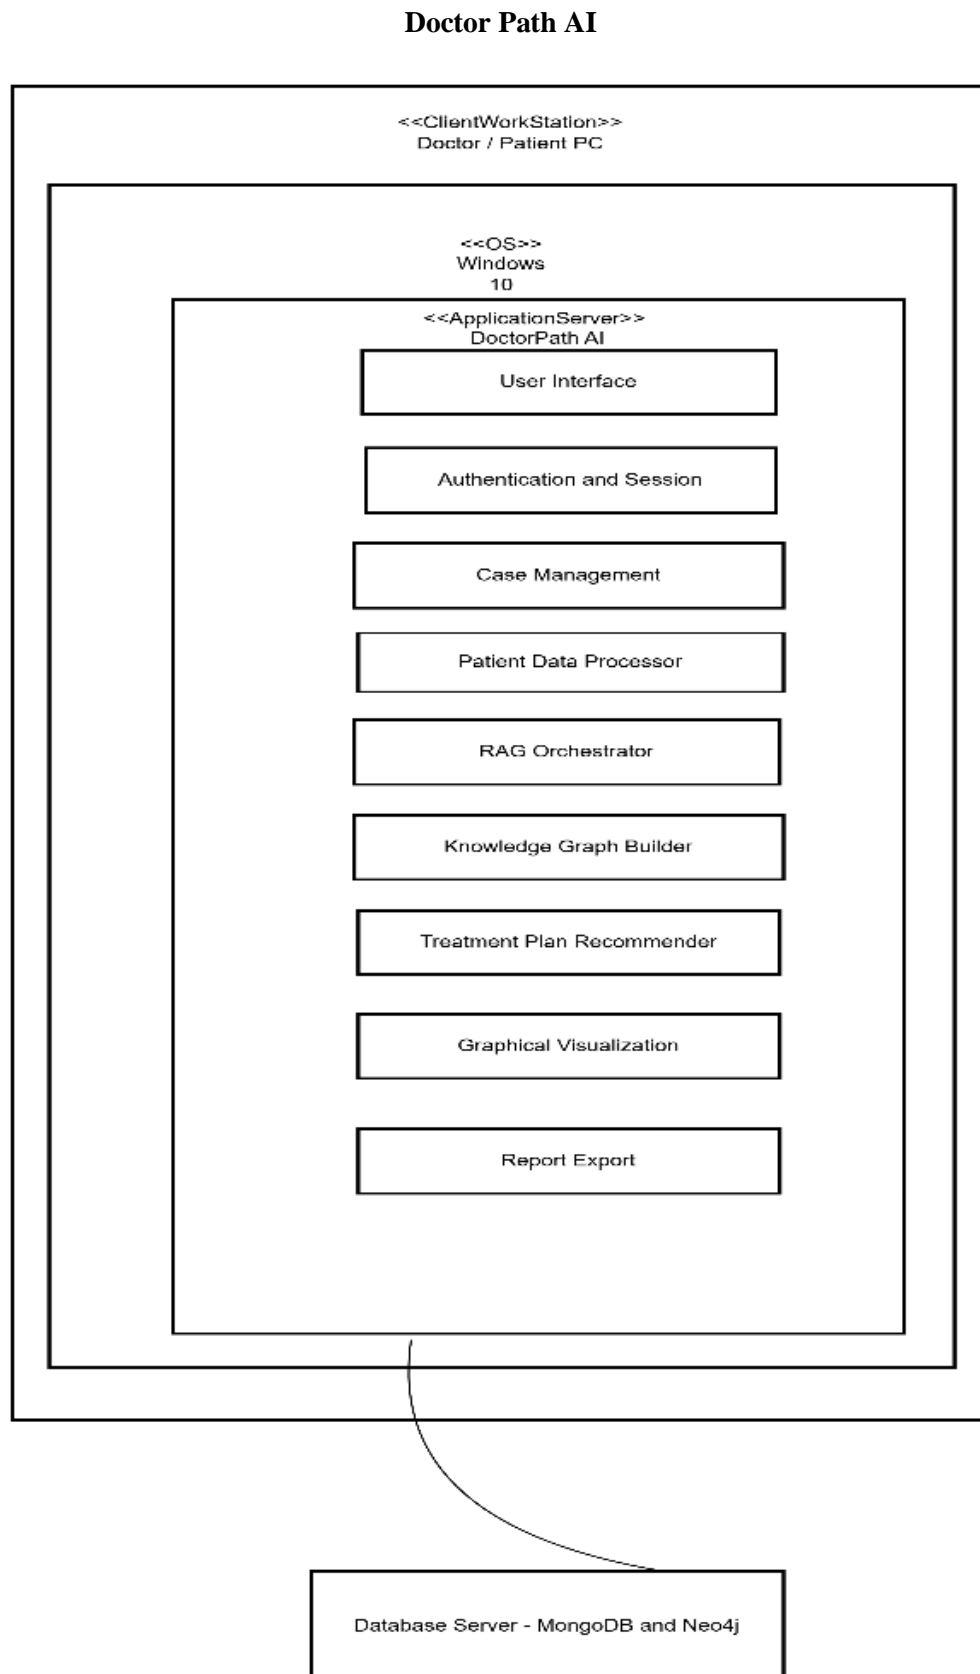 Doctor Path AI
<<ClientWorkStation>>
Doctor / Patient PC
<<OS>>
Windows
10
<<ApplicationServer>>
DoctorPath AI
User Interface
Authentication and Session
Case Management
Patient Data Processor
RAG Orchestrator
Knowledge Graph Builder
Treatment Plan Recommender
Graphical Visualization
Report Export
Database Server - MongoDB and Neo4j